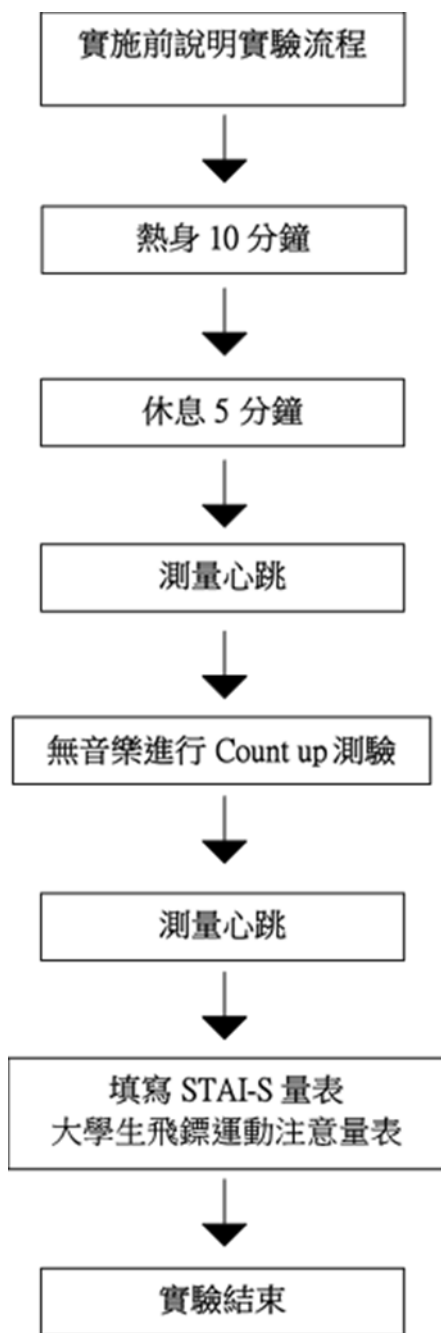 實施前說明實驗流程
熱身 10 分鐘
休息 5 分鐘
測量心跳
無音樂進行 Count up 測驗
測量心跳
填寫 STAI-S 量表
大學生飛鏢運動注意量表
實驗結束